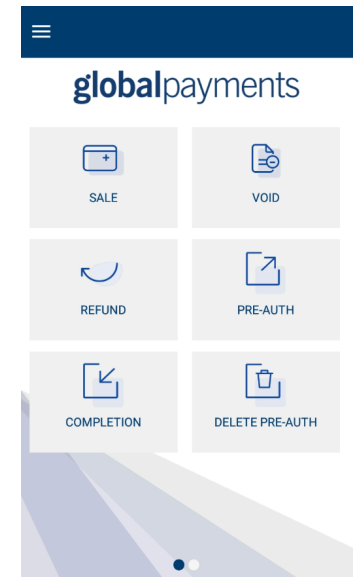 globalpayments
SALE
VOID
REFUND
PRE-AUTH
COMPLETION
DELETE PRE-AUTH